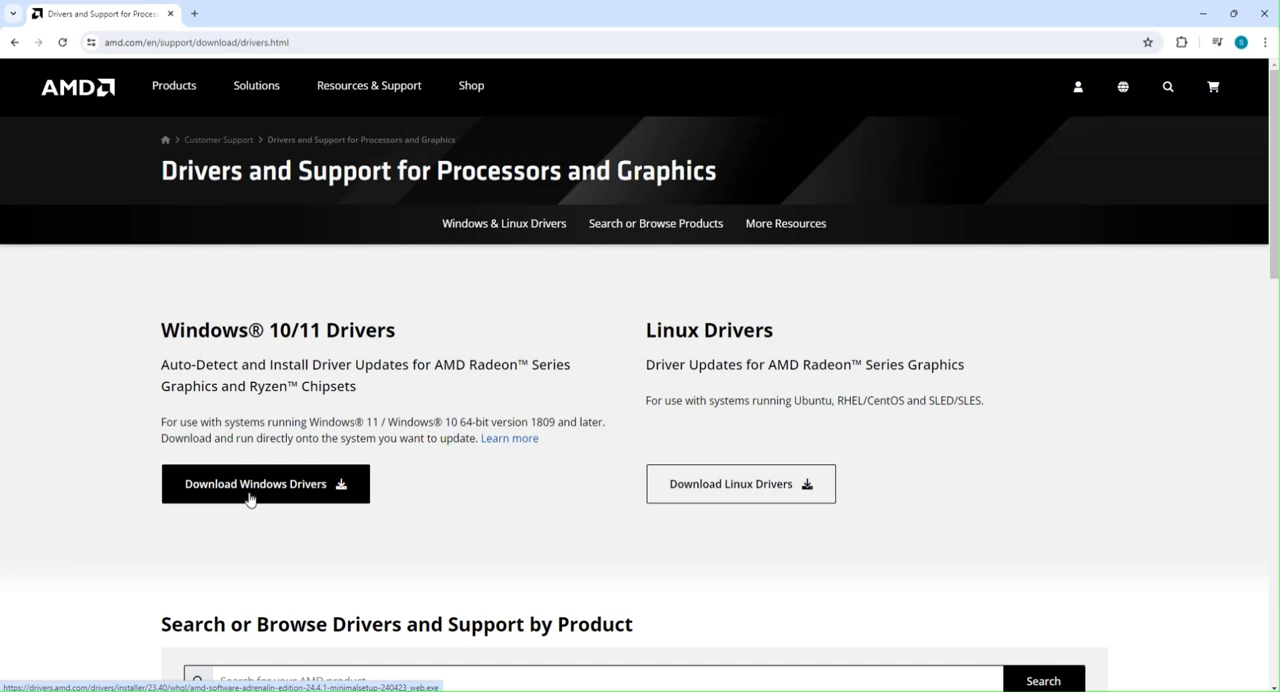 Drivers and Support for Proces
amd.com/en/support/download/drivers.html
S
AMD
Products
Solutions
Resources & Support
Shop
Customer Support
Drivers and Support for Processors and Graphics
Drivers and Support for Processors and Graphics
Windows & Linux Drivers
Search or Browse Products
More Resources
Windows® 10/11 Drivers
Auto-Detect and Install Driver Updates for AMD Radeon™ Series
Graphics and Ryzen™ Chipsets
For use with systems running Windows® 11 / Windows® 10 64-bit version 1809 and later.
Download and run directly onto the system you want to update. Learn more
Download Windows Drivers
Linux Drivers
Driver Updates for AMD Radeon™ Series Graphics
For use with systems running Ubuntu, RHEL/CentOS and SLED/SLES.
Download Linux Drivers
Search or Browse Drivers and Support by Product
Search for your AMD product
Search
https://drivers.amd.com/drivers/installer/23.40/whql/amd-software-adrenalin-edition-24.4.1-minimalsetup-240423_web.exe